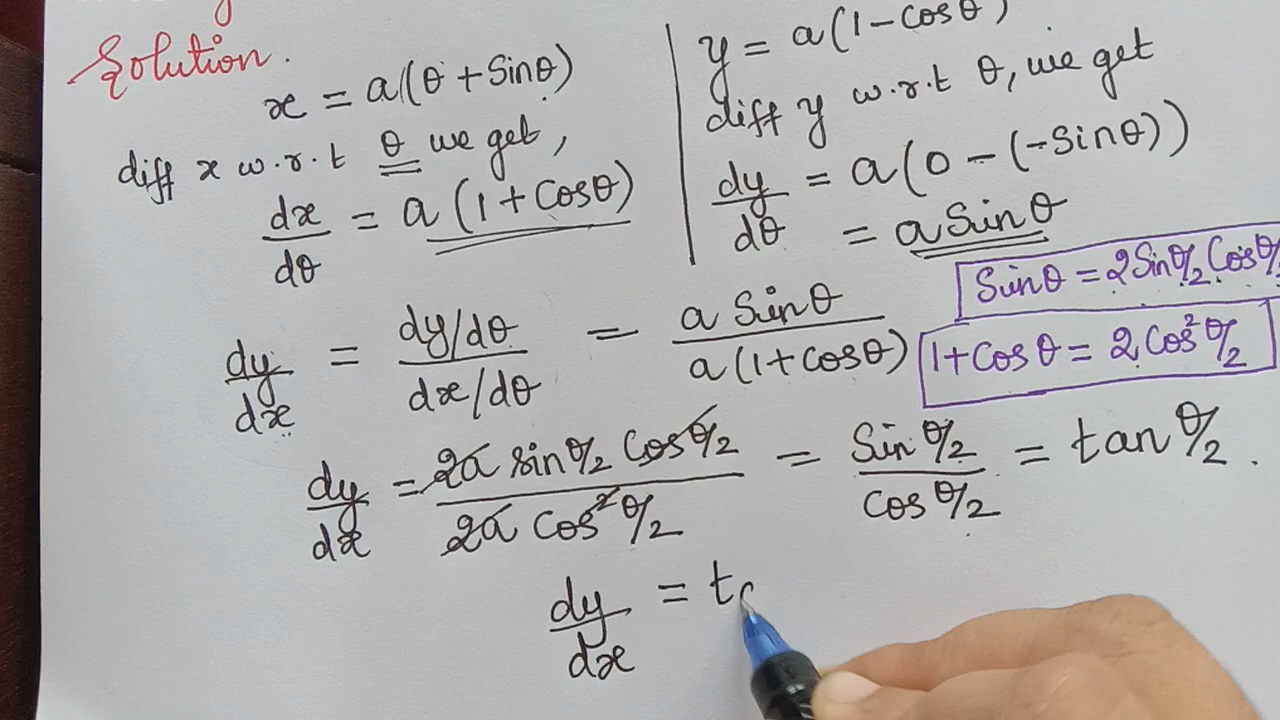 Solution.
x = a(θ + Sinθ)
diff x w.r.t θ we get,
dx/dθ = a (1 + Cosθ)
y = a(1 - Cosθ)
diff y w.r.t θ, we get
dy/dθ = a(0 - (-Sinθ))
= a Sinθ
Sinθ = 2Sinθ/2 Cosθ/
1 + Cosθ = 2Cos²θ/2
dy/dx = dy/dθ / dx/dθ = a Sinθ / a(1 + Cosθ)
dy/dx = 2a sinθ/2 Cosθ/2 / 2a Cos²θ/2 = Sinθ/2 / Cosθ/2 = tanθ/2.
dy/dx = ta